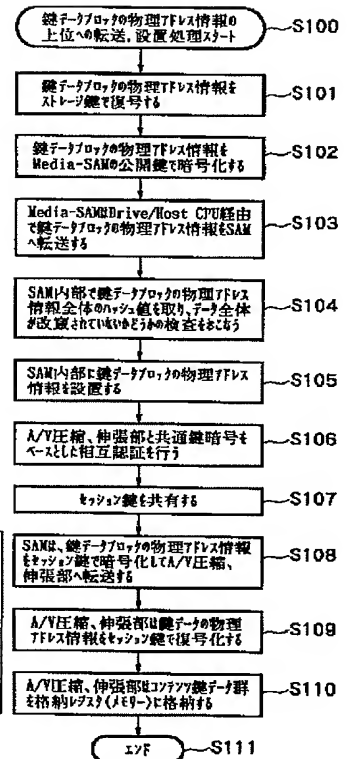 鍵データブロックの物理アドレス情報の
上位への転送,設置処理スタート
S100
鍵データブロックの物理アドレス情報を
ストレージ鍵で復号する
S101
鍵データブロックの物理アドレス情報を
Media-SAMの公開鍵で暗号化する
S102
Media-SAMはDrive/Host CPU経由
で鍵データブロックの物理アドレス情報をSAM
へ転送する
S103
SAM内部で鍵データブロックの物理アドレス
情報全体のハッシュ値を取り、データ全体
が改竄されていないかどうかの検査をおこなう
S104
SAM内部に鍵データブロックの物理アドレス
情報を設置する
S105
A/V圧縮、伸張部と共通鍵暗号を
ベースとした相互認証を行う
S106
セッション鍵を共有する
S107
SAMは、鍵データブロックの物理アドレス情報
をセッション鍵で暗号化してA/V圧縮、
伸張部へ転送する
S108
A/V圧縮、伸張部は鍵データの物理
アドレス情報をセッション鍵で復号化する
S109
A/V圧縮、伸張部はコンテンツ鍵データ群
を格納レジスタ(メモリー)に格納する
S110
エンド
S111